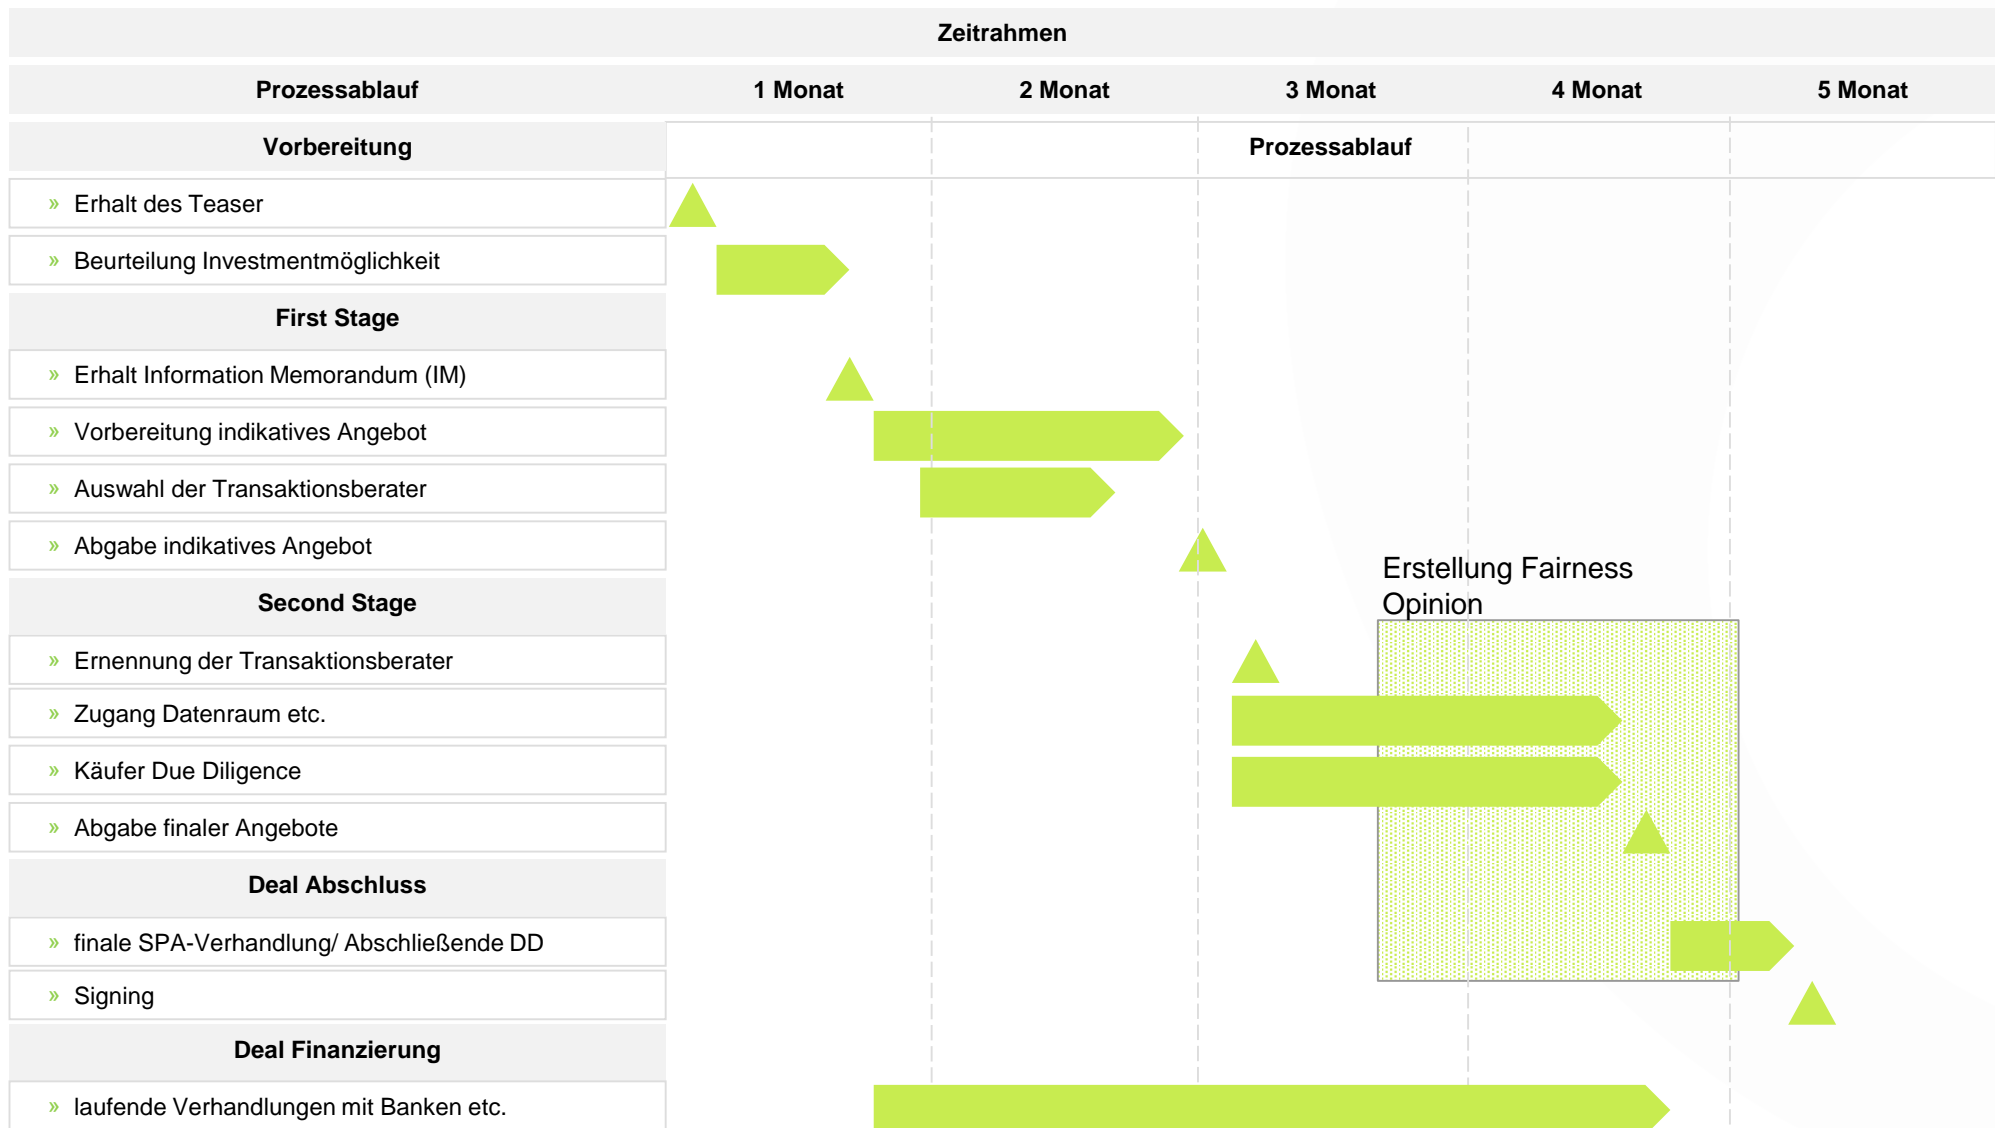 Zeitrahmen
Prozessablauf 1 Monat 2 Monat 3 Monat 4 Monat 5 Monat
Vorbereitung Prozessablauf
» Erhalt des Teaser
» Beurteilung Investmentmöglichkeit
First Stage
» Erhalt Information Memorandum (IM)
» Vorbereitung indikatives Angebot
» Auswahl der Transaktionsberater
» Abgabe indikatives Angebot
Erstellung Fairness
Opinion
Second Stage
» Ernennung der Transaktionsberater
» Zugang Datenraum etc.
» Käufer Due Diligence
» Abgabe finaler Angebote
Deal Abschluss
» finale SPA-Verhandlung/ Abschließende DD
» Signing
Deal Finanzierung
» laufende Verhandlungen mit Banken etc.